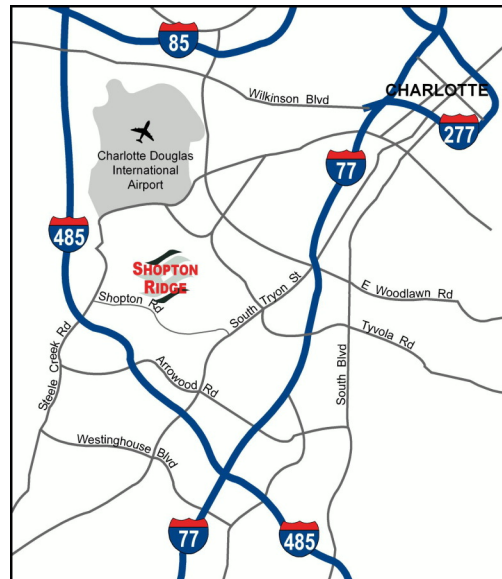 85
Wilkinson Blvd
CHARLOTTE
277
Charlotte Douglas
International
Airport
77
485
SHOPTON
RIDGE
E Woodlawn Rd
Shopton Rd
South Tryon St
Tyvola Rd
Steele Creek Rd
South Blvd
Arrowood Rd
Westinghouse Blvd
77
485